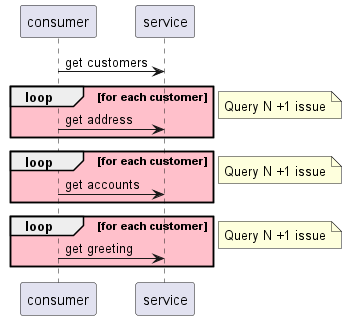 consumer service
get customers
loop [for each customer]
Query N +1 issue
get address
loop [for each customer]
Query N +1 issue
get accounts
loop [for each customer]
Query N +1 issue
get greeting
consumer service